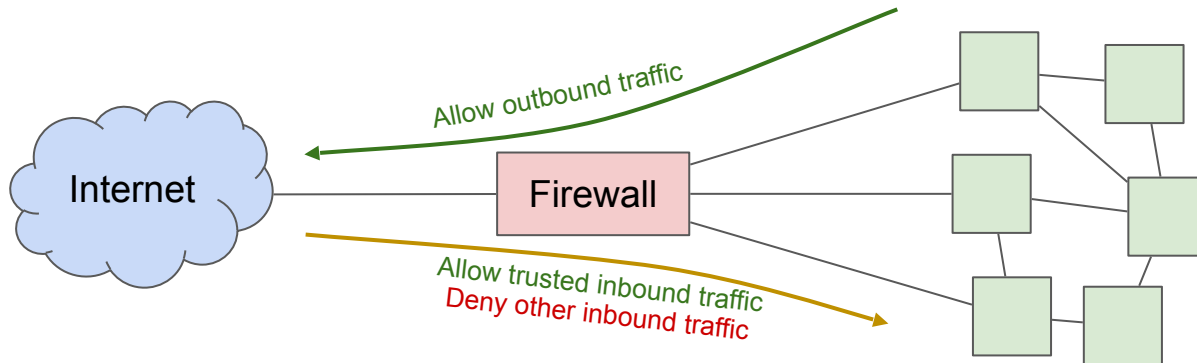 Allow outbound traffic
Internet
Firewall
Allow trusted inbound traffic
Deny other inbound traffic